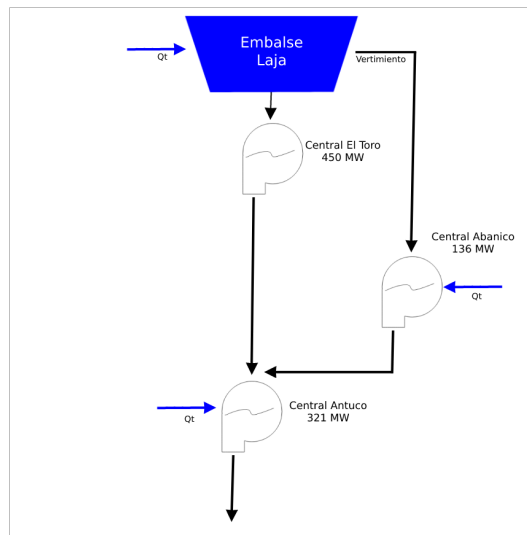 Embalse
Laja
Qt
Vertimiento
Central El Toro
450 MW
Central Abanico
136 MW
Qt
Central Antuco
321 MW
Qt